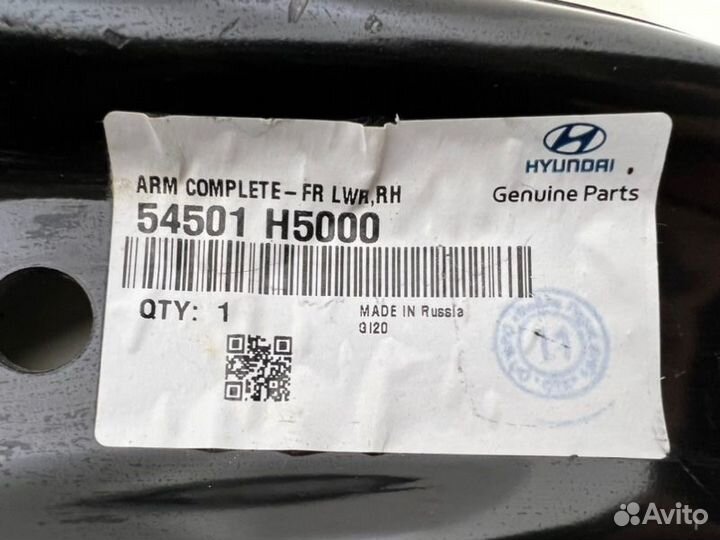 HYUNDAI
Genuine Parts
ARM COMPLETE-FR LWR,RH
54501 H5000
QTY: 1
MADE IN Russia
GI20
Avito